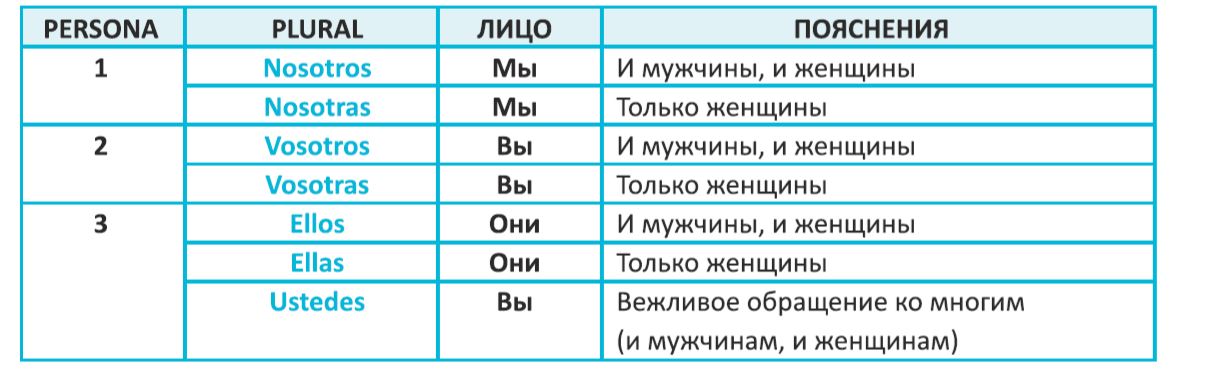 PERSONA PLURAL ЛИЦО ПОЯСНЕНИЯ
1 Nosotros Мы И мужчины, и женщины
Nosotras Мы Только женщины
2 Vosotros Вы И мужчины, и женщины
Vosotras Вы Только женщины
3 Ellos Они И мужчины, и женщины
Ellas Они Только женщины
Ustedes Вы Вежливое обращение ко многим
(и мужчинам, и женщинам)